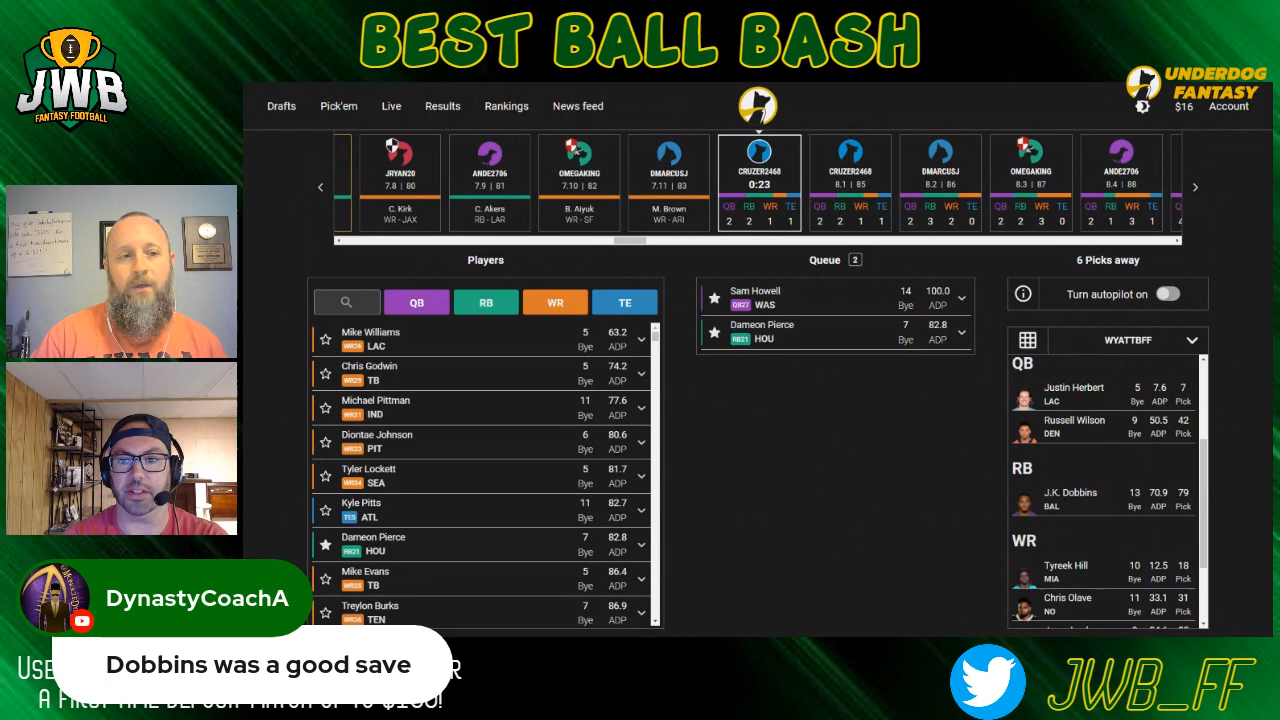 BEST BALL BASH
JWB
FANTASY FOOTBALL
UNDERDOG
FANTASY
Drafts Pick'em Live Results Rankings News feed
$16 Account
JRYAN20
7.8 | 80
C. Kirk
WR - JAX
ANDE2706
7.9 | 81
C. Akers
RB - LAR
OMEGAKING
7.10 | 82
B. Aiyuk
WR - SF
DMARCUSJ
7.11 | 83
M. Brown
WR - ARI
CRUZER2468
0:23
QB RB WR TE
2 2 1 1
CRUZER2468
8.1 | 85
QB RB WR TE
2 2 1 1
DMARCUSJ
8.2 | 86
QB RB WR TE
2 3 2 0
OMEGAKING
8.3 | 87
QB RB WR TE
2 2 3 0
ANDE2706
8.4 | 88
QB RB WR TE
2 1 3 1
Players
QB RB WR TE
Mike Williams 5 63.2
WR26 LAC Bye ADP
Chris Godwin 5 74.2
WR29 TB Bye ADP
Michael Pittman 11 77.6
WR31 IND Bye ADP
Diontae Johnson 6 80.6
WR33 PIT Bye ADP
Tyler Lockett 5 81.7
WR34 SEA Bye ADP
Kyle Pitts 11 82.7
TE5 ATL Bye ADP
Dameon Pierce 7 82.8
RB21 HOU Bye ADP
Mike Evans 5 86.4
WR35 TB Bye ADP
Treylon Burks 7 86.9
WR36 TEN Bye ADP
Queue 2
Sam Howell 14 100.0
QB27 WAS Bye ADP
Dameon Pierce 7 82.8
RB21 HOU Bye ADP
6 Picks away
Turn autopilot on
WYATTBFF
QB
Justin Herbert 5 7.6 7
LAC Bye ADP Pick
Russell Wilson 9 50.5 42
DEN Bye ADP Pick
RB
J.K. Dobbins 13 70.9 79
BAL Bye ADP Pick
WR
Tyreek Hill 10 12.5 18
MIA Bye ADP Pick
Chris Olave 11 33.1 31
NO Bye ADP Pick
DynastyCoachA
Dobbins was a good save
JWB_FF